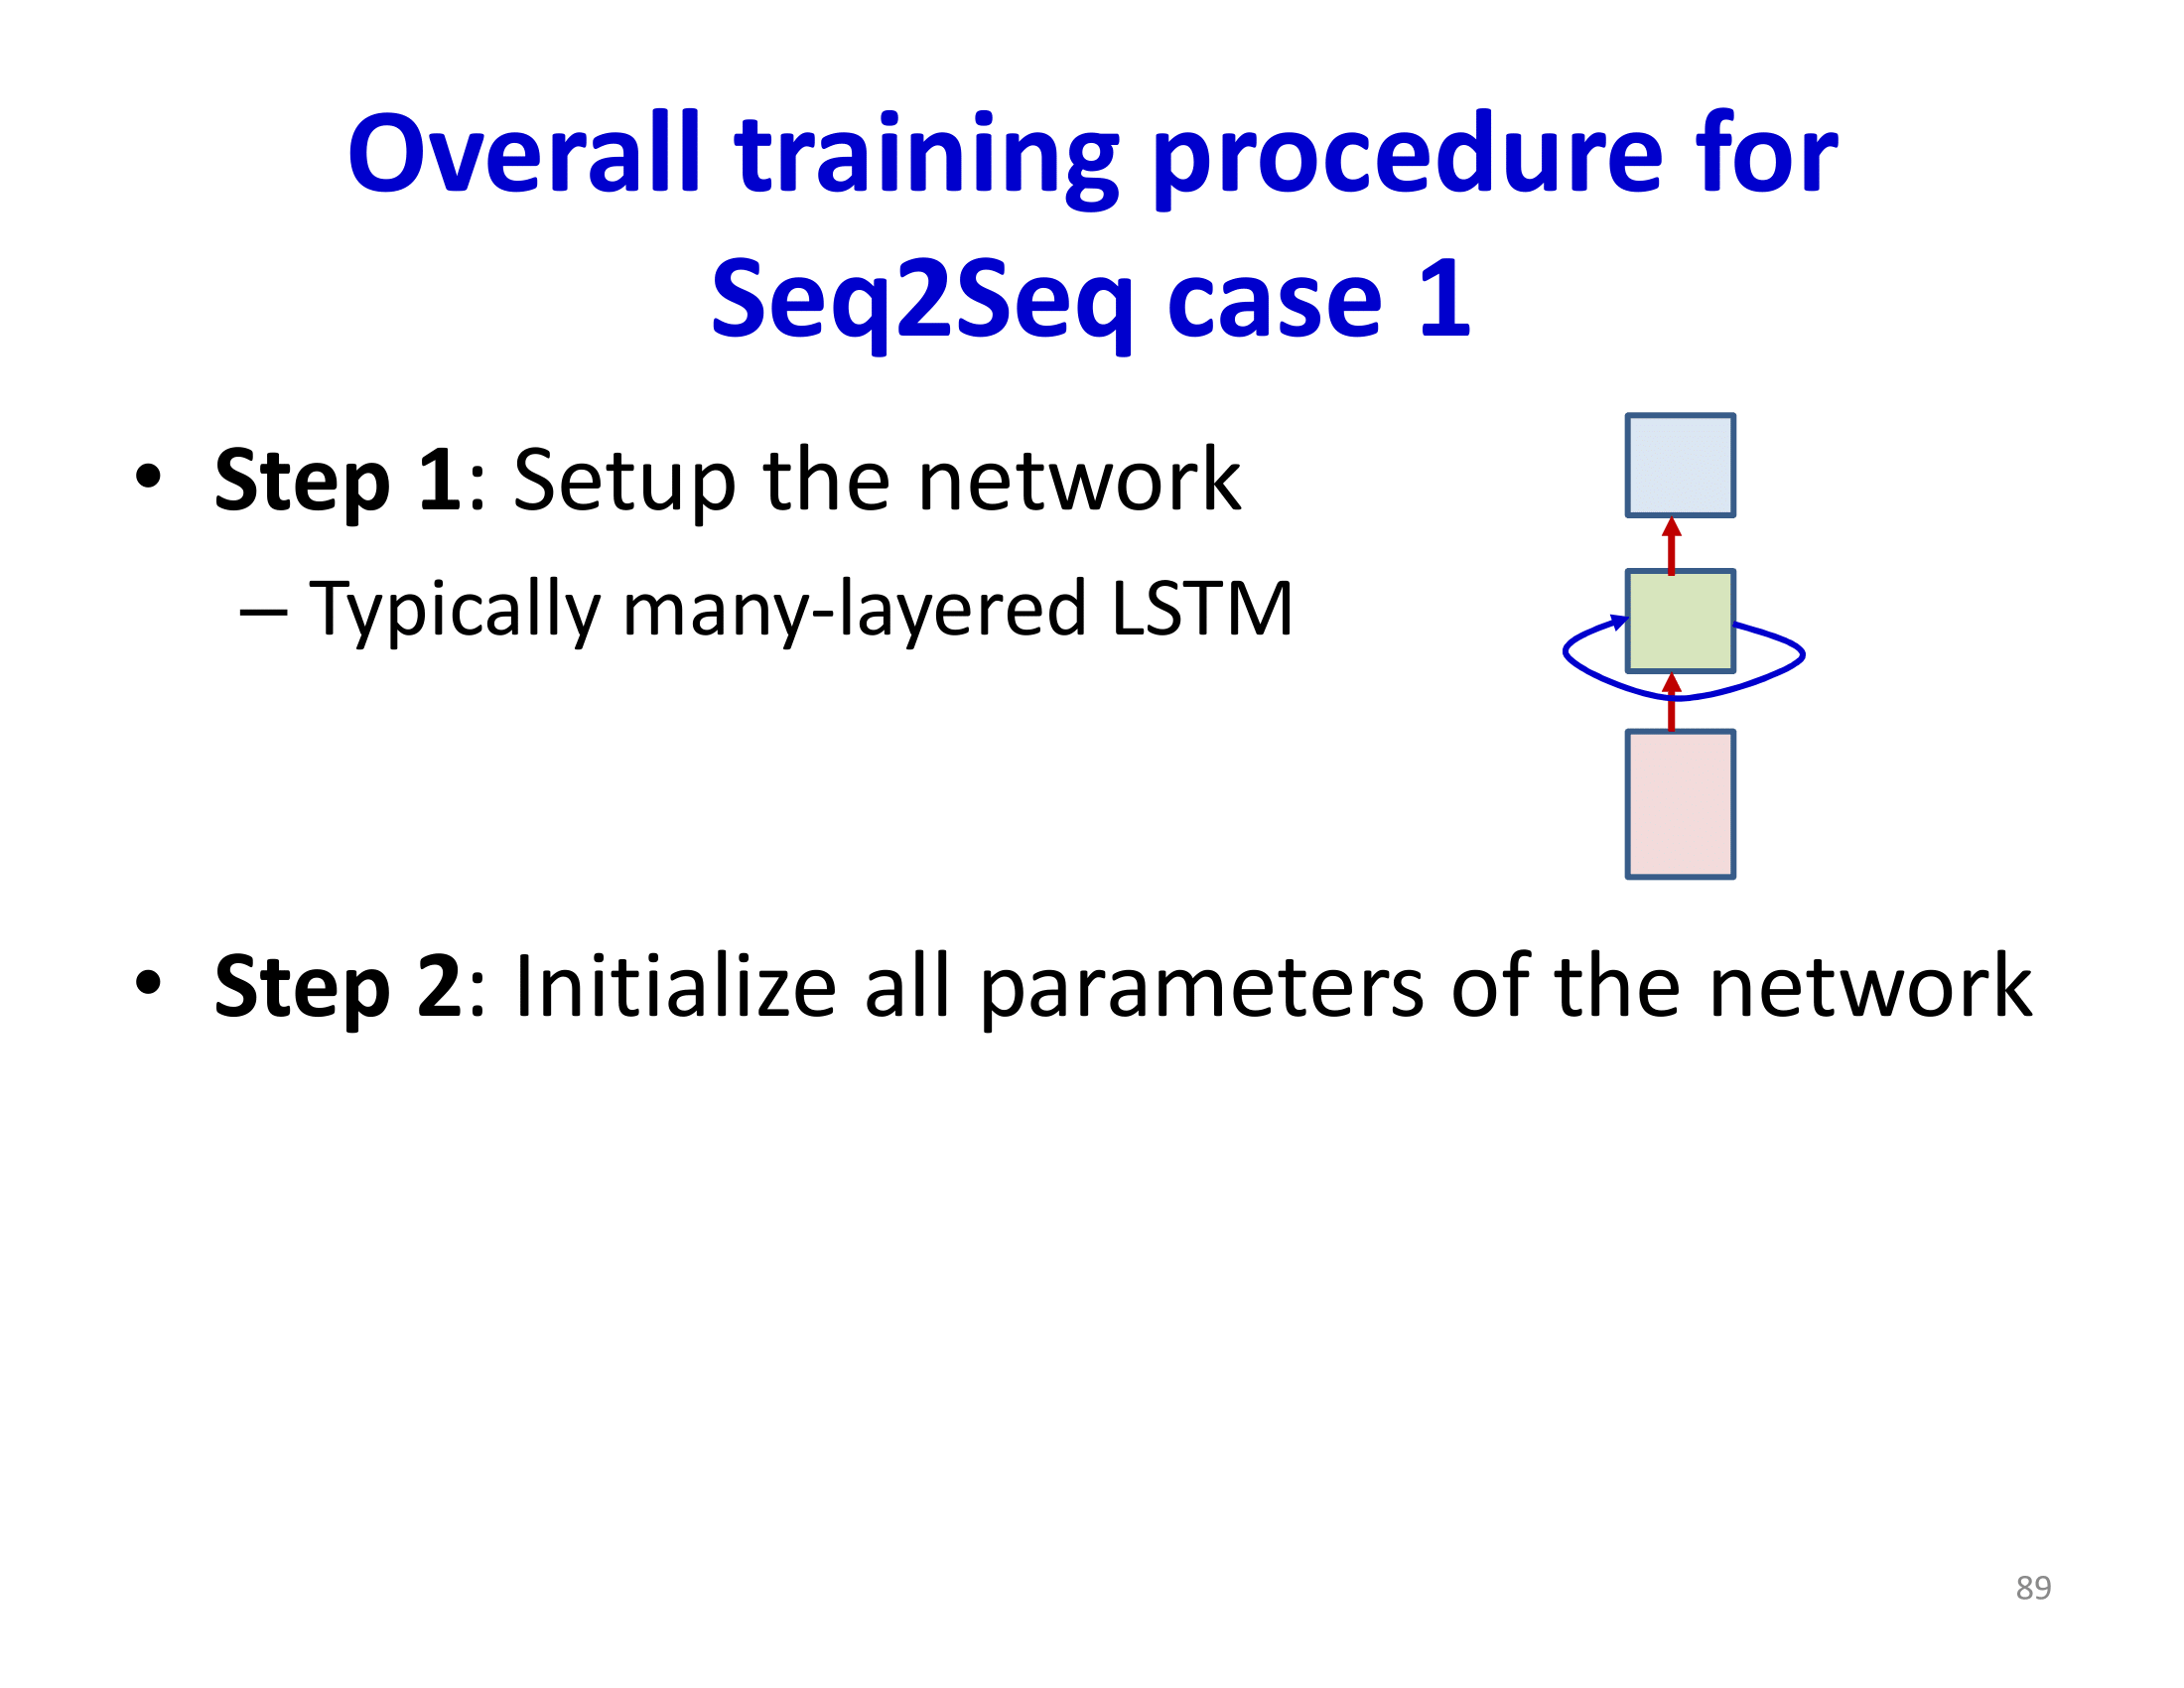 Overall training procedure for
Seq2Seq case 1
• Step 1: Setup the network
– Typically many-layered LSTM
• Step 2: Initialize all parameters of the network
89